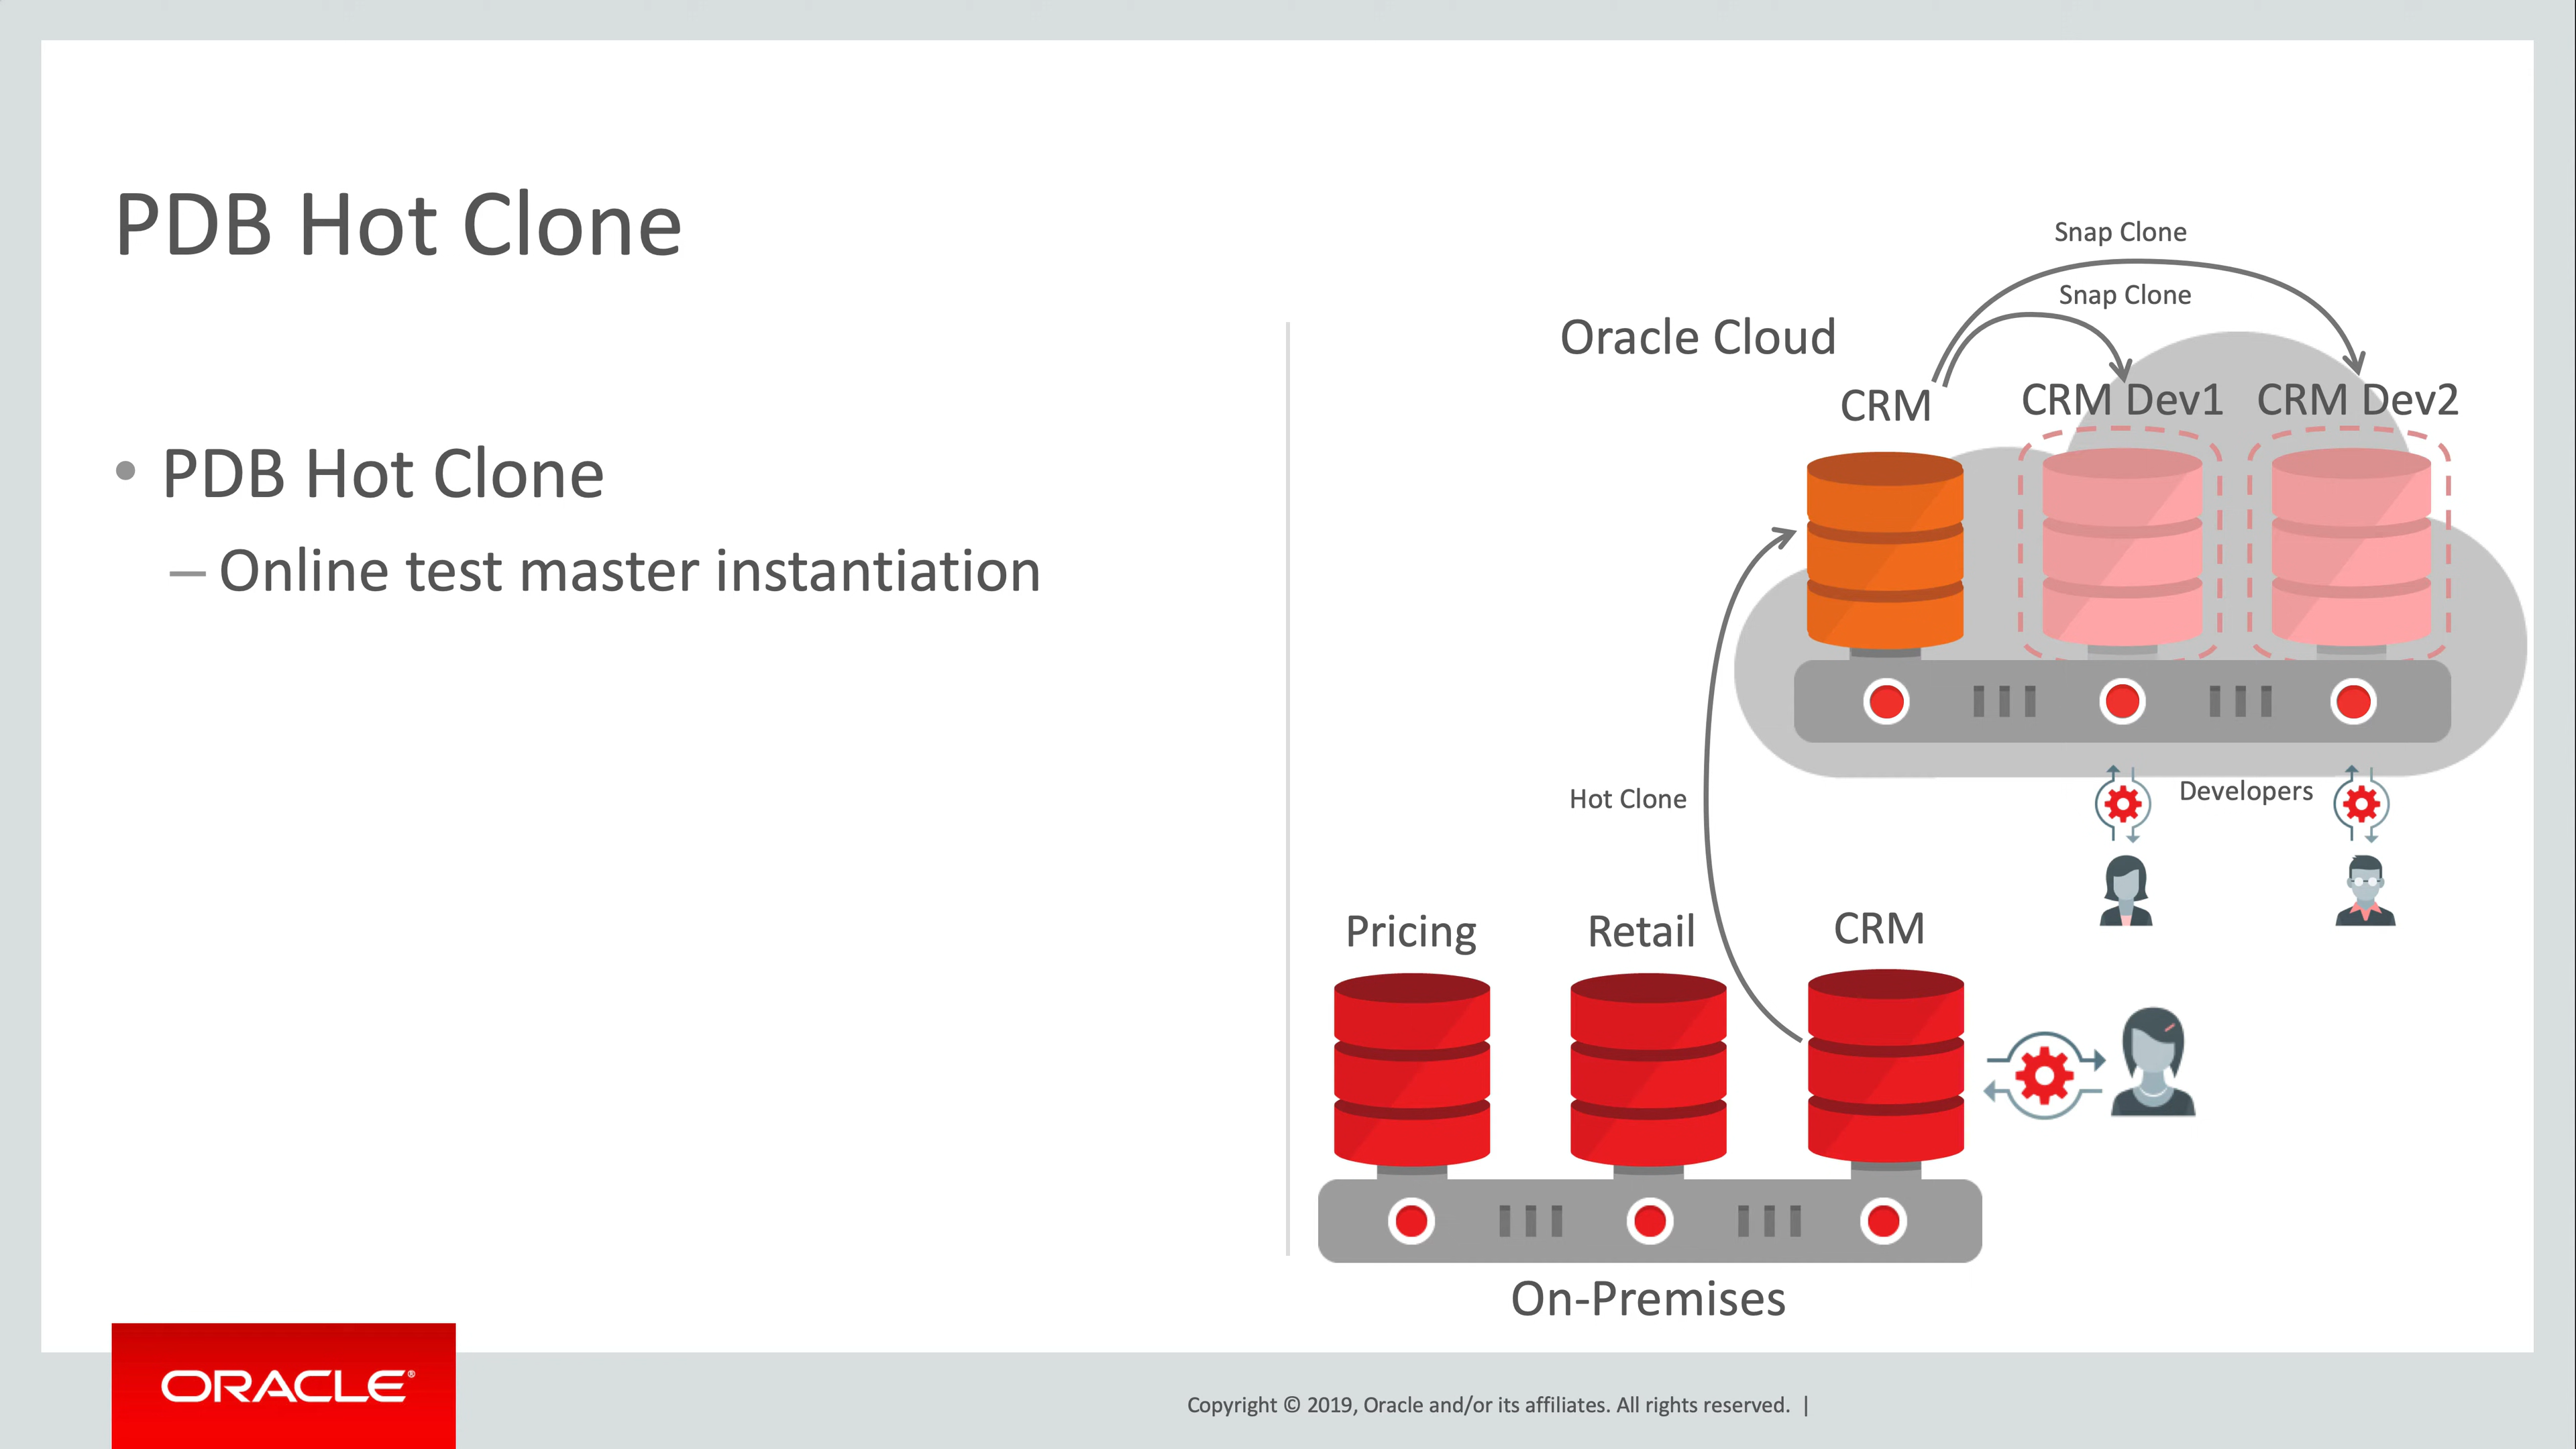 PDB Hot Clone
• PDB Hot Clone
– Online test master instantiation
Snap Clone
Snap Clone
Oracle Cloud
CRM
CRM Dev1
CRM Dev2
Hot Clone
Developers
Pricing
Retail
CRM
On-Premises
ORACLE®
Copyright © 2019, Oracle and/or its affiliates. All rights reserved. |